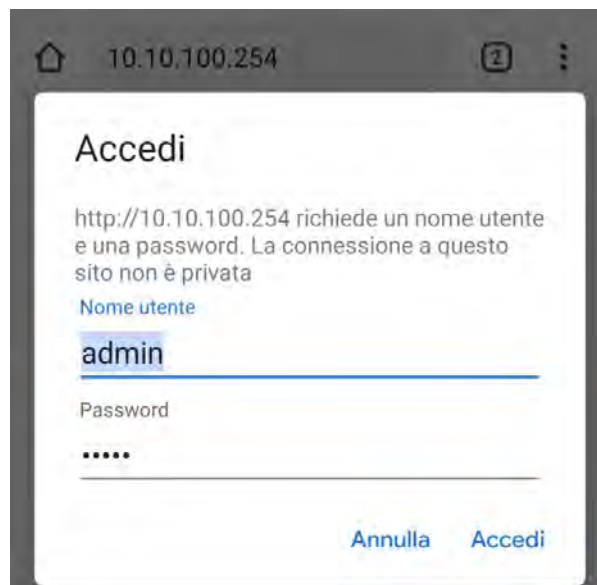 10.10.100.254
2
Accedi
http://10.10.100.254 richiede un nome utente
e una password. La connessione a questo
sito non è privata
Nome utente
admin
Password
•••••
Annulla Accedi